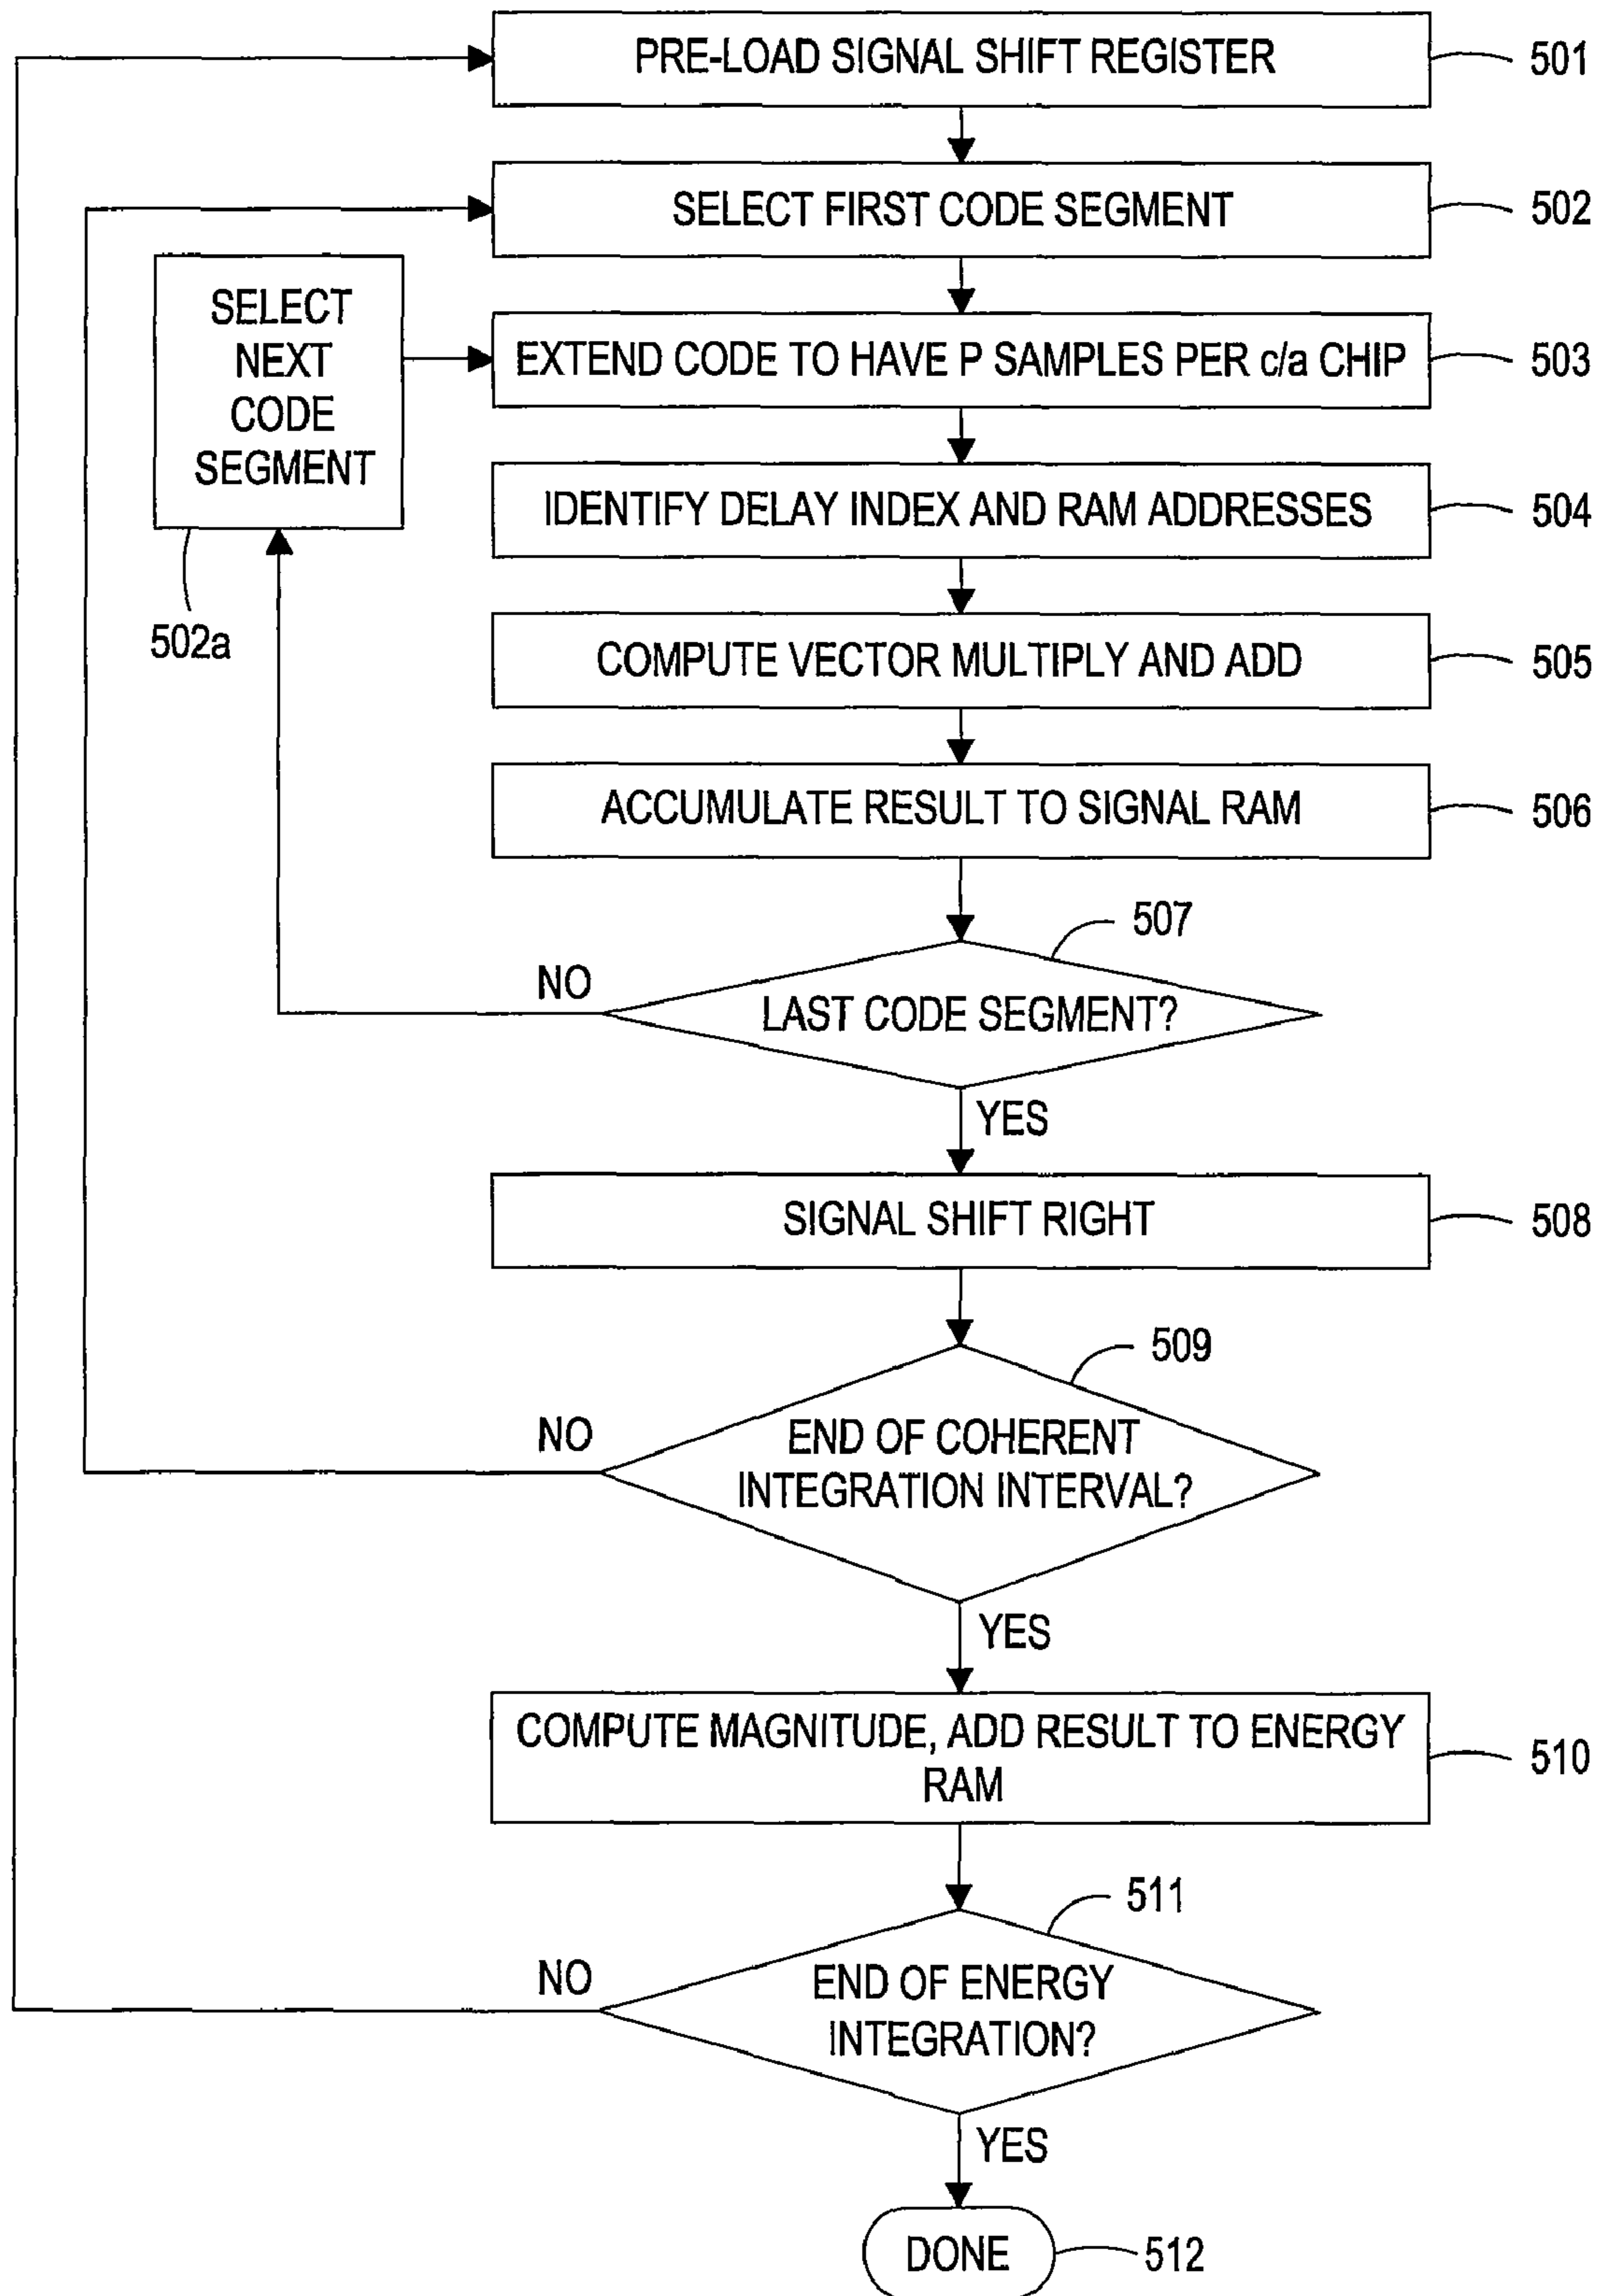 PRE-LOAD SIGNAL SHIFT REGISTER
501
SELECT FIRST CODE SEGMENT
502
SELECT
NEXT
CODE
SEGMENT
502a
EXTEND CODE TO HAVE P SAMPLES PER c/a CHIP
503
IDENTIFY DELAY INDEX AND RAM ADDRESSES
504
COMPUTE VECTOR MULTIPLY AND ADD
505
ACCUMULATE RESULT TO SIGNAL RAM
506
507
NO
LAST CODE SEGMENT?
YES
SIGNAL SHIFT RIGHT
508
509
NO
END OF COHERENT
INTEGRATION INTERVAL?
YES
COMPUTE MAGNITUDE, ADD RESULT TO ENERGY
RAM
510
511
NO
END OF ENERGY
INTEGRATION?
YES
DONE
512